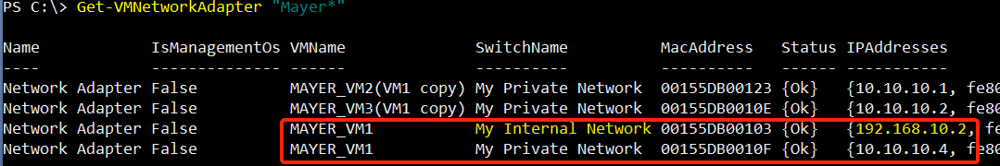 PS C:\> Get-VMNetworkAdapter "Mayer*"
Name IsManagementOs VMName SwitchName MacAddress Status IPAddresses
---- -------------- ------ ---------- ---------- ------ -----------
Network Adapter False MAYER_VM2(VM1 copy) My Private Network 00155DB00123 {Ok} {10.10.10.1, fe80
Network Adapter False MAYER_VM3(VM1 copy) My Private Network 00155DB0010E {Ok} {10.10.10.2, fe80
Network Adapter False MAYER_VM1 My Internal Network 00155DB00103 {Ok} {192.168.10.2, fe
Network Adapter False MAYER_VM1 My Private Network 00155DB0010F {Ok} {10.10.10.4, fe80